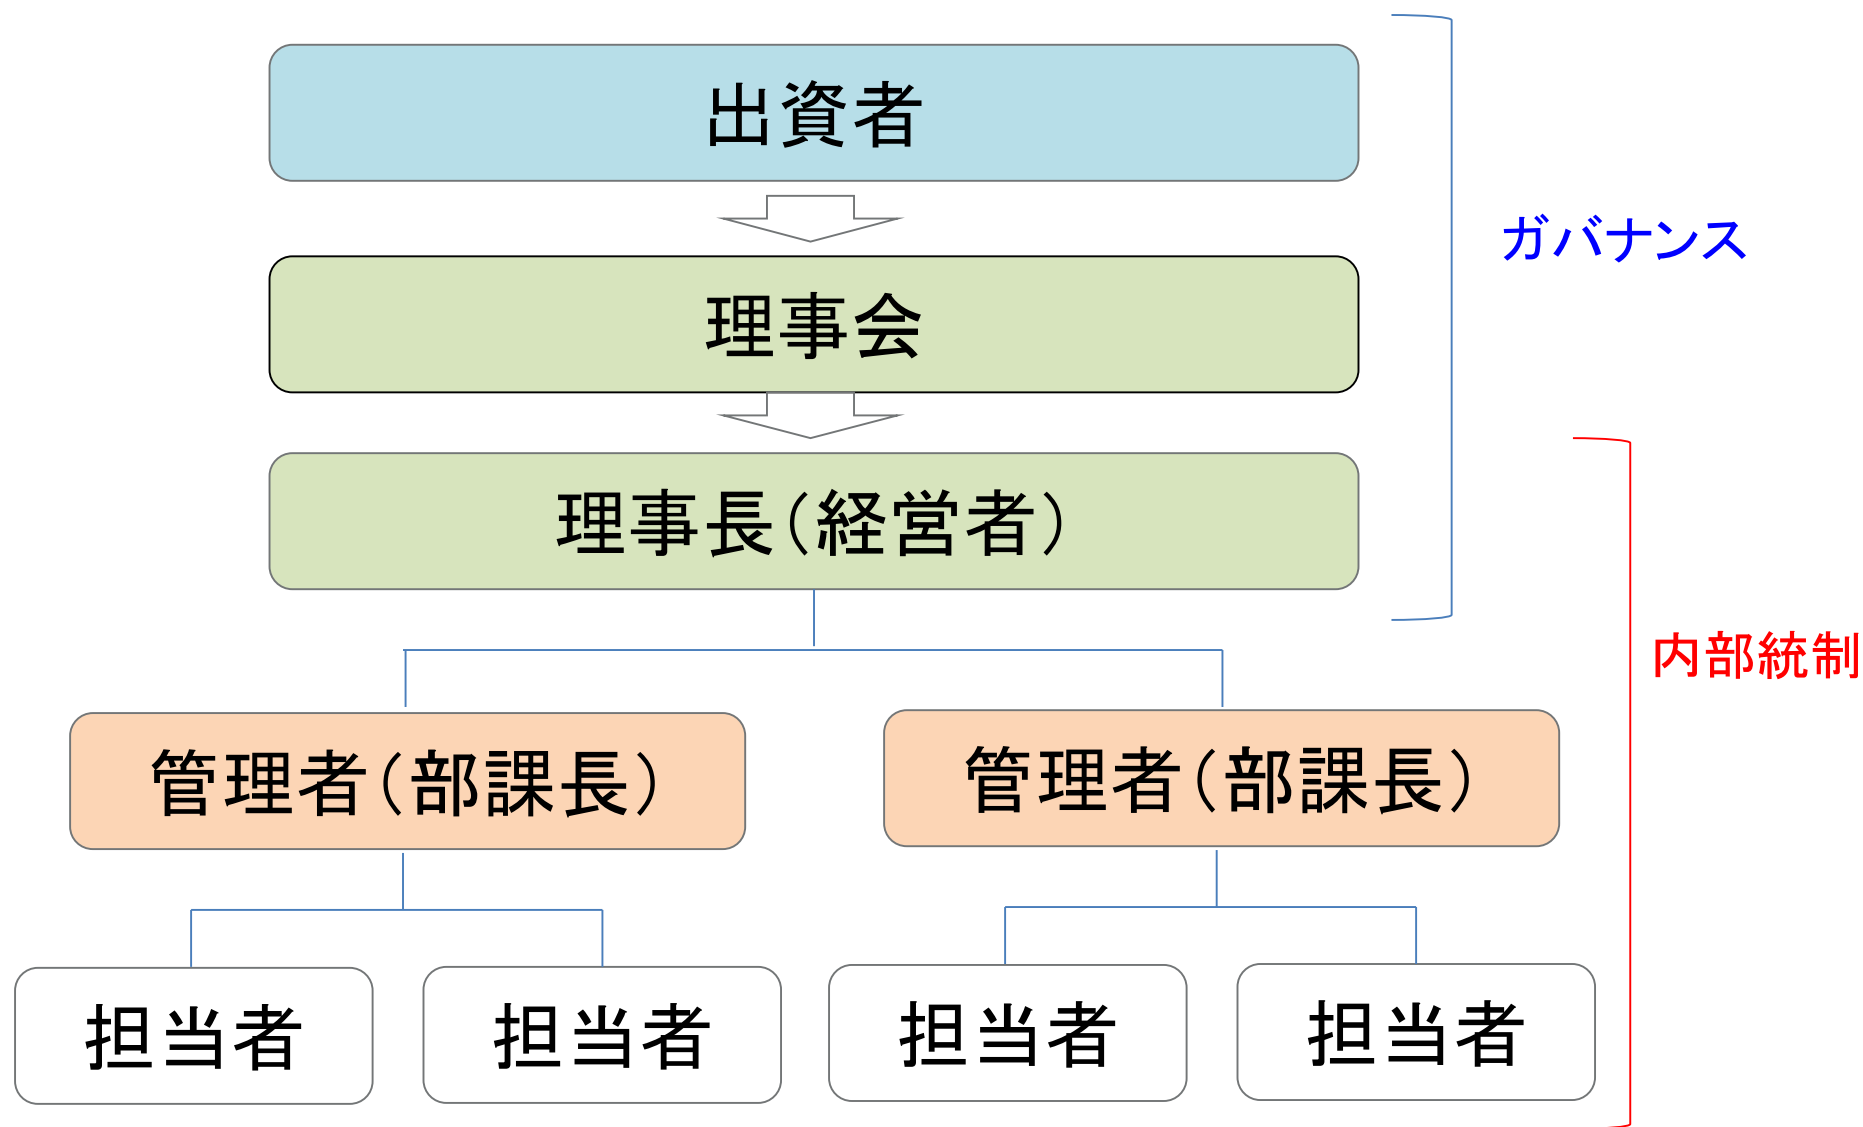 出資者
ガバナンス
理事会
理事長（経営者）
内部統制
管理者（部課長）
管理者（部課長）
担当者
担当者
担当者
担当者